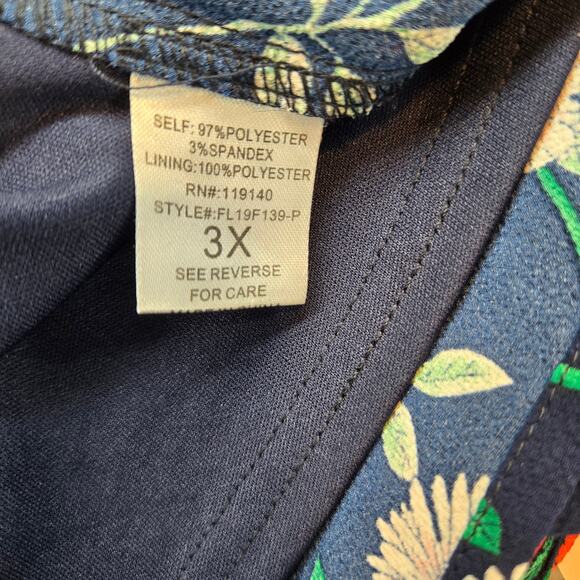 SELF: 97%POLYESTER
3%SPANDEX
LINING:100%POLYESTER
RN#:119140
STYLE#:FL19F139-P
3X
SEE REVERSE
FOR CARE